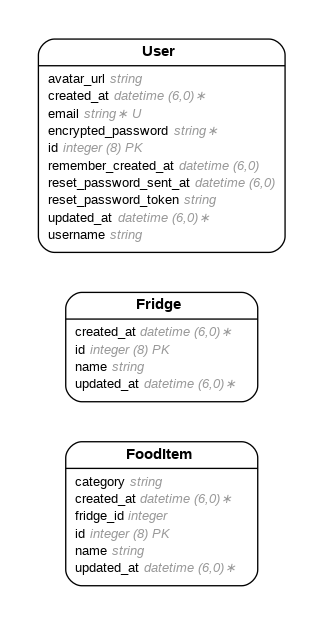 User
avatar_url string
created_at datetime (6,0) ∗
email string ∗ U
encrypted_password string ∗
id integer (8) PK
remember_created_at datetime (6,0)
reset_password_sent_at datetime (6,0)
reset_password_token string
updated_at datetime (6,0) ∗
username string
Fridge
created_at datetime (6,0) ∗
id integer (8) PK
name string
updated_at datetime (6,0) ∗
FoodItem
category string
created_at datetime (6,0) ∗
fridge_id integer
id integer (8) PK
name string
updated_at datetime (6,0) ∗